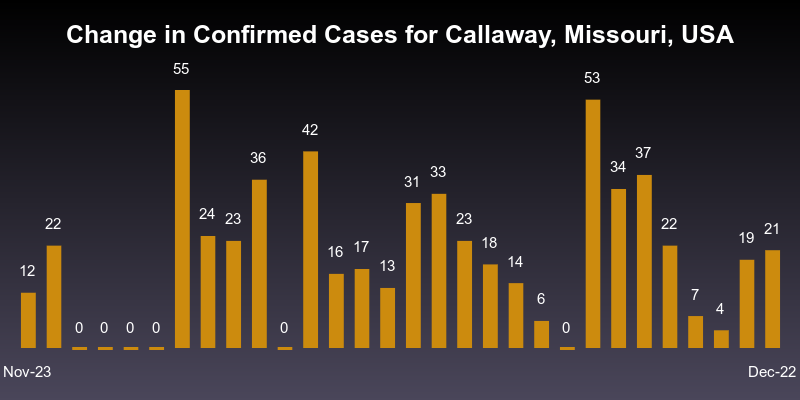 Change in Confirmed Cases for Callaway, Missouri, USA
12 22 0 0 0 0 55 24 23 36 0 42 16 17 13 31 33 23 18 14 6 0 53 34 37 22 7 4 19 21
Nov-23 Dec-22